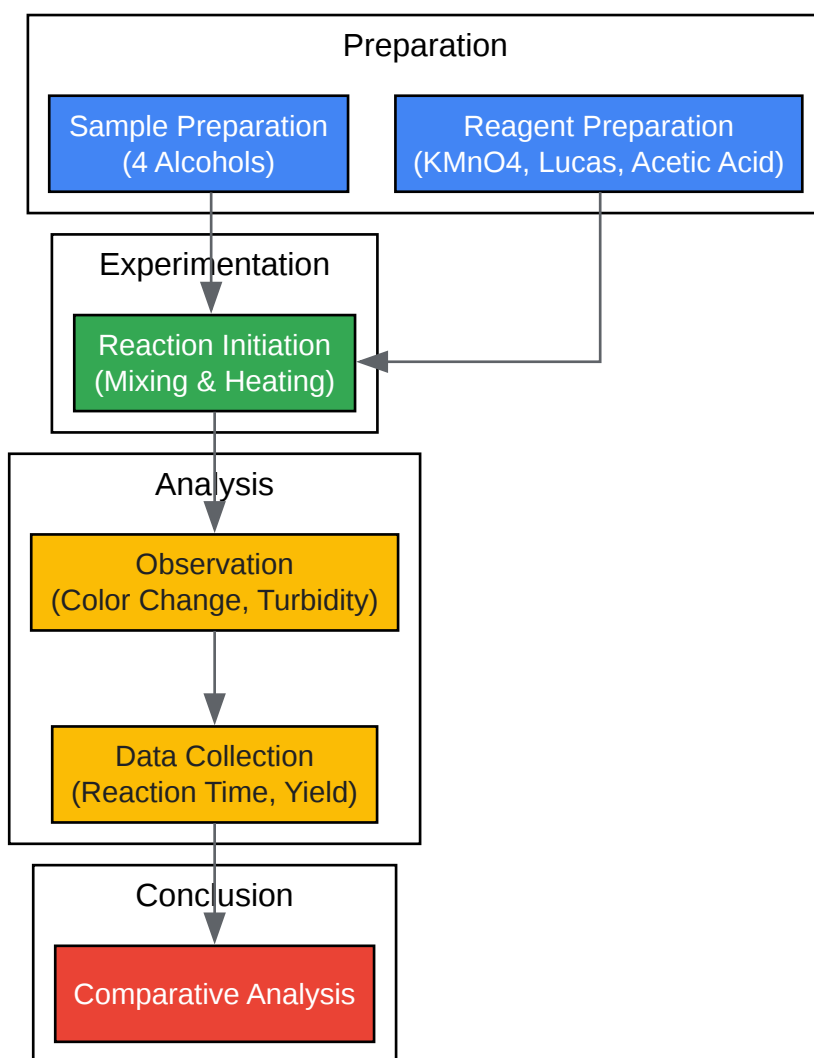 Preparation
Sample Preparation
(4 Alcohols)
Reagent Preparation
(KMnO4, Lucas, Acetic Acid)
Experimentation
Reaction Initiation
(Mixing & Heating)
Analysis
Observation
(Color Change, Turbidity)
Data Collection
(Reaction Time, Yield)
Conclusion
Comparative Analysis